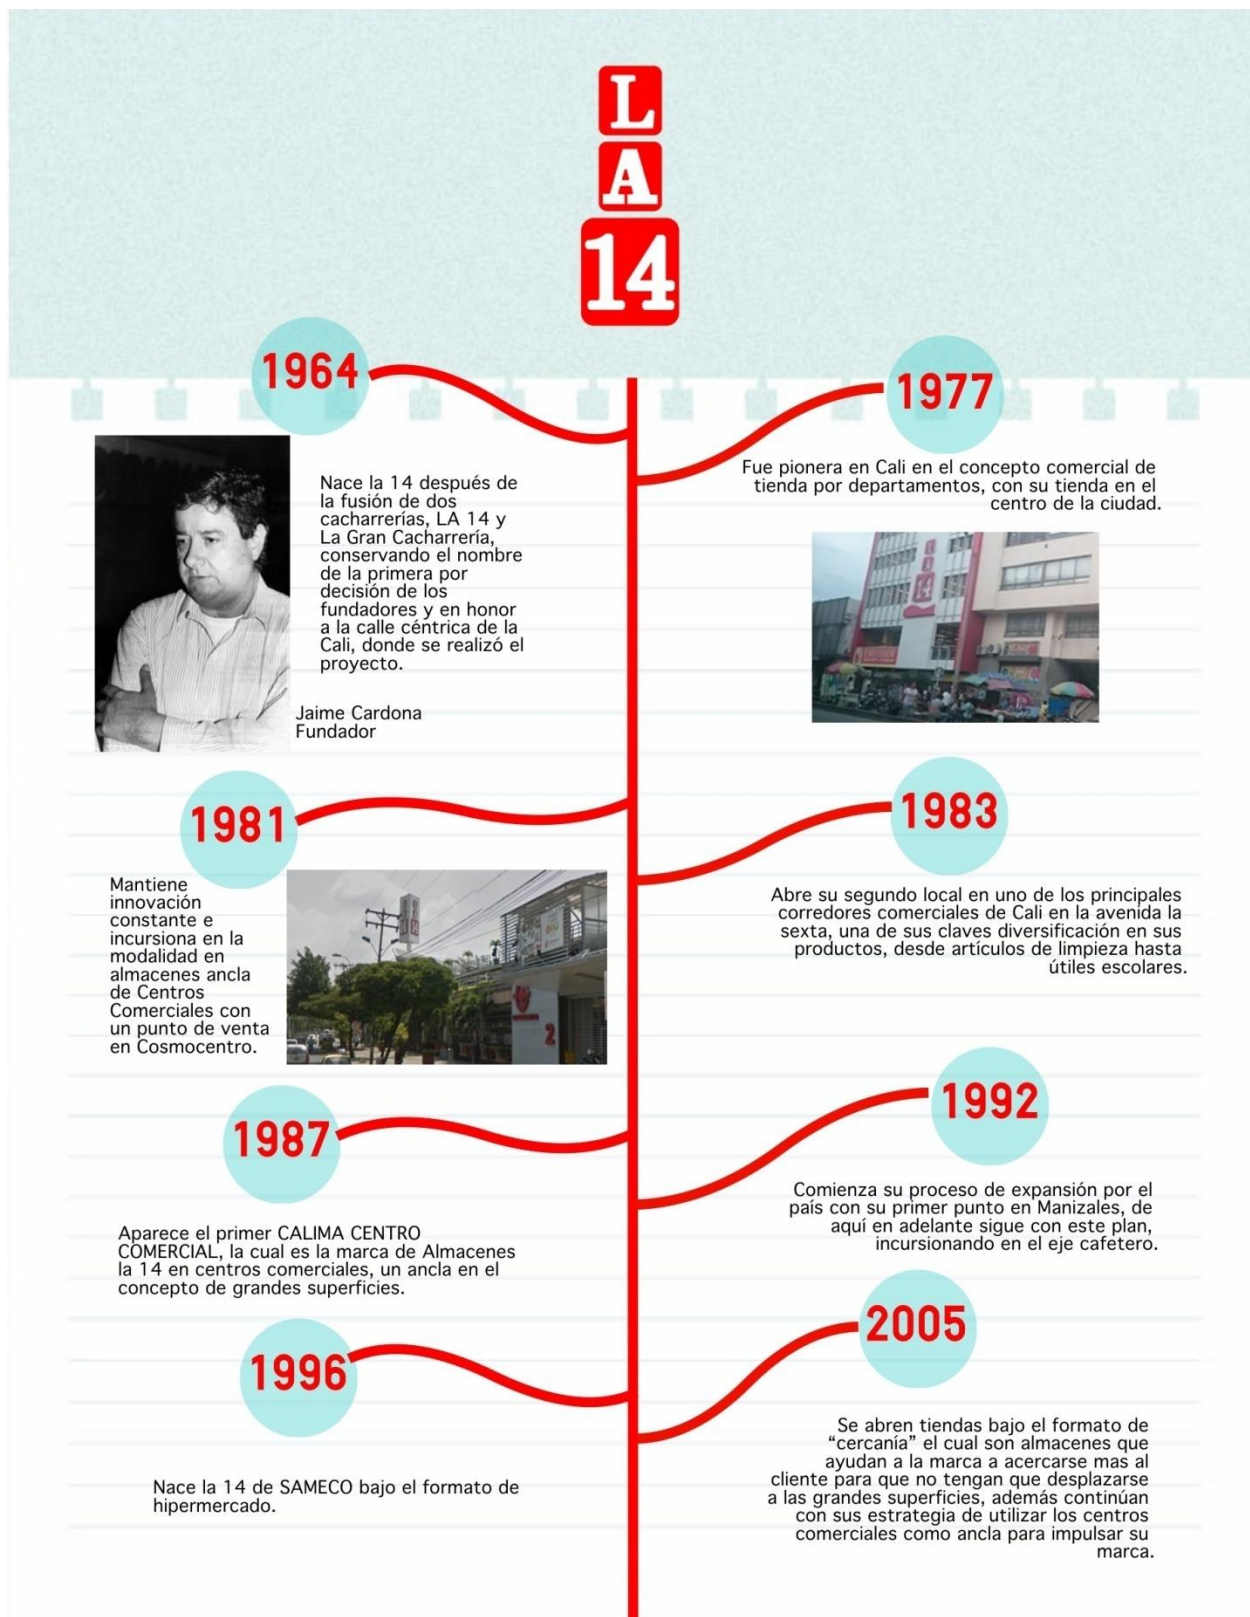 L
A
14
1964
Nace la 14 después de
la fusión de dos
cacharrerías, LA 14 y
La Gran Cacharrería,
conservando el nombre
de la primera por
decisión de los
fundadores y en honor
a la calle céntrica de la
Cali, donde se realizó el
proyecto.
Jaime Cardona
Fundador
1977
Fue pionera en Cali en el concepto comercial de
tienda por departamentos, con su tienda en el
centro de la ciudad.
LA
14
1981
Mantiene
innovación
constante e
incursiona en la
modalidad en
almacenes ancla
de Centros
Comerciales con
un punto de venta
en Cosmocentro.
2
1983
Abre su segundo local en uno de los principales
corredores comerciales de Cali en la avenida la
sexta, una de sus claves diversificación en sus
productos, desde artículos de limpieza hasta
útiles escolares.
1987
Aparece el primer CALIMA CENTRO
COMERCIAL, la cual es la marca de Almacenes
la 14 en centros comerciales, un ancla en el
concepto de grandes superficies.
1992
Comienza su proceso de expansión por el
país con su primer punto en Manizales, de
aquí en adelante sigue con este plan,
incursionando en el eje cafetero.
1996
Nace la 14 de SAMECO bajo el formato de
hipermercado.
2005
Se abren tiendas bajo el formato de
“cercanía” el cual son almacenes que
ayudan a la marca a acercarse mas al
cliente para que no tengan que desplazarse
a las grandes superficies, además continúan
con sus estrategia de utilizar los centros
comerciales como ancla para impulsar su
marca.